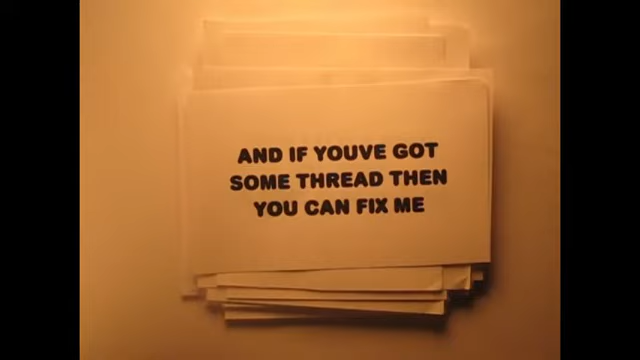 AND IF YOUVE GOT
SOME THREAD THEN
YOU CAN FIX ME